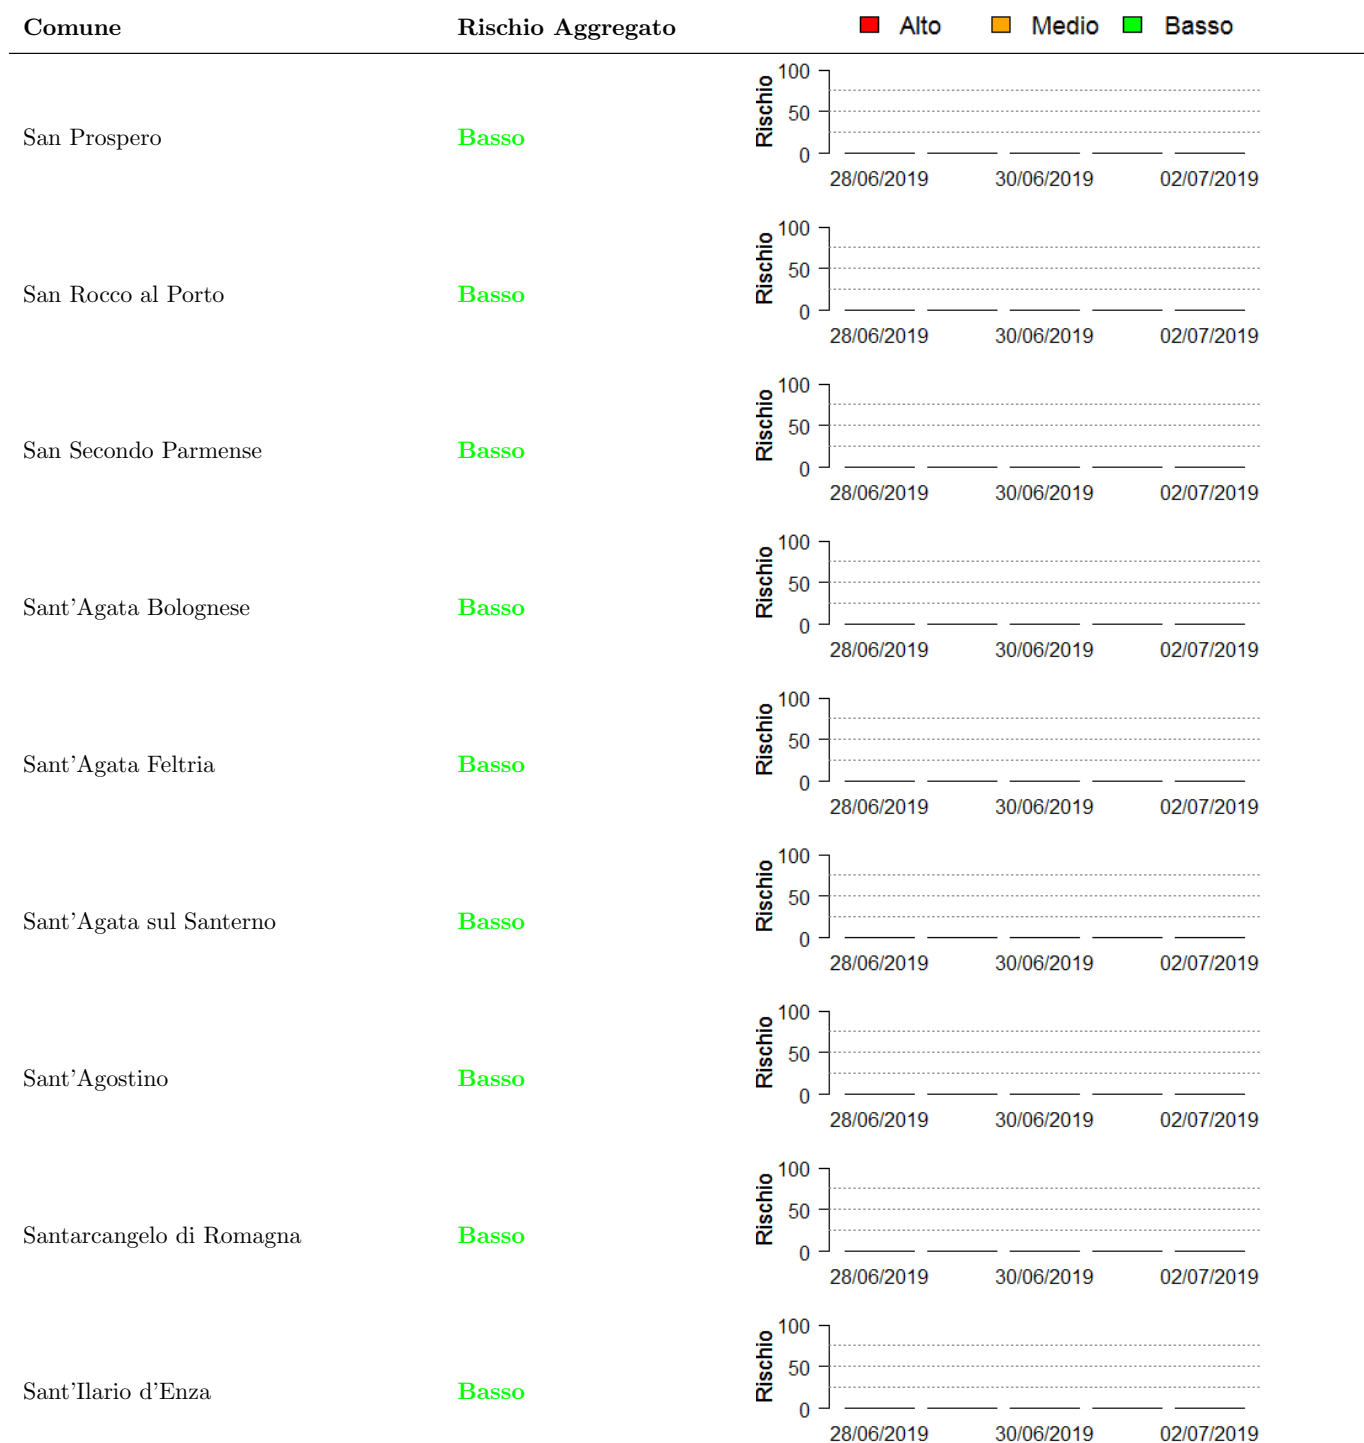 Comune Rischio Aggregato Alto Medio Basso
100
50
0
Rischio
San Prospero Basso
28/06/2019 30/06/2019 02/07/2019
100
50
0
Rischio
San Rocco al Porto Basso
28/06/2019 30/06/2019 02/07/2019
100
50
0
Rischio
San Secondo Parmense Basso
28/06/2019 30/06/2019 02/07/2019
100
50
0
Rischio
Sant'Agata Bolognese Basso
28/06/2019 30/06/2019 02/07/2019
100
50
0
Rischio
Sant'Agata Feltria Basso
28/06/2019 30/06/2019 02/07/2019
100
50
0
Rischio
Sant'Agata sul Santerno Basso
28/06/2019 30/06/2019 02/07/2019
100
50
0
Rischio
Sant'Agostino Basso
28/06/2019 30/06/2019 02/07/2019
100
50
0
Rischio
Santarcangelo di Romagna Basso
28/06/2019 30/06/2019 02/07/2019
100
50
0
Rischio
Sant'Ilario d'Enza Basso
28/06/2019 30/06/2019 02/07/2019